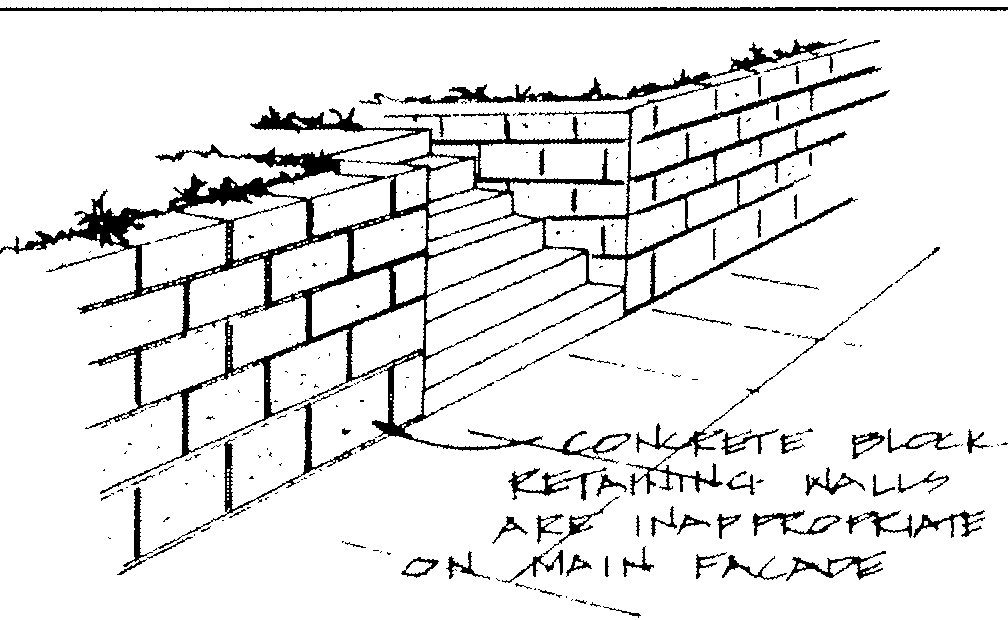 CONCRETE BLOCK
RETAINING WALLS
ARE INAPPROPRIATE
ON MAIN FACADE